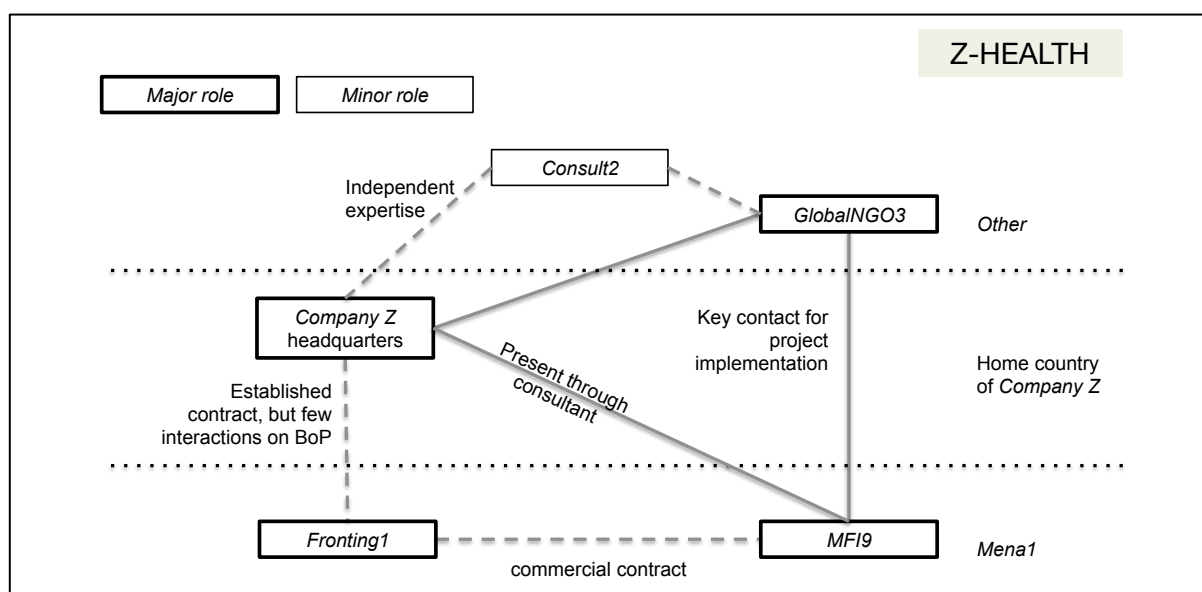 Z-HEALTH
Major role
Minor role
Consult2
Independent
expertise
GlobalNGO3
Other
Company Z
headquarters
Key contact for
project
implementation
Present through
consultant
Home country
of Company Z
Established
contract, but few
interactions on BoP
Fronting1
MFI9
Mena1
commercial contract